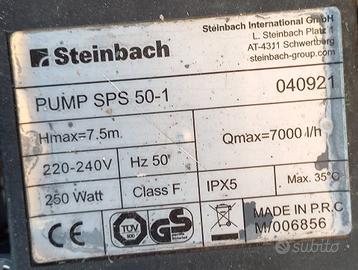 Steinbach
Steinbach International GmbH
L. Steinbach Platz 1
AT-4311 Schwertberg
steinbach-group.com
PUMP SPS 50-1
040921
Hmax=7.5m.
Qmax=7000 l/h
220-240V
Hz 50
250 Watt
Class F
IPX5
Max. 35°C
CE
TÜV
GS
MADE IN P.R.C
M/006856
subito